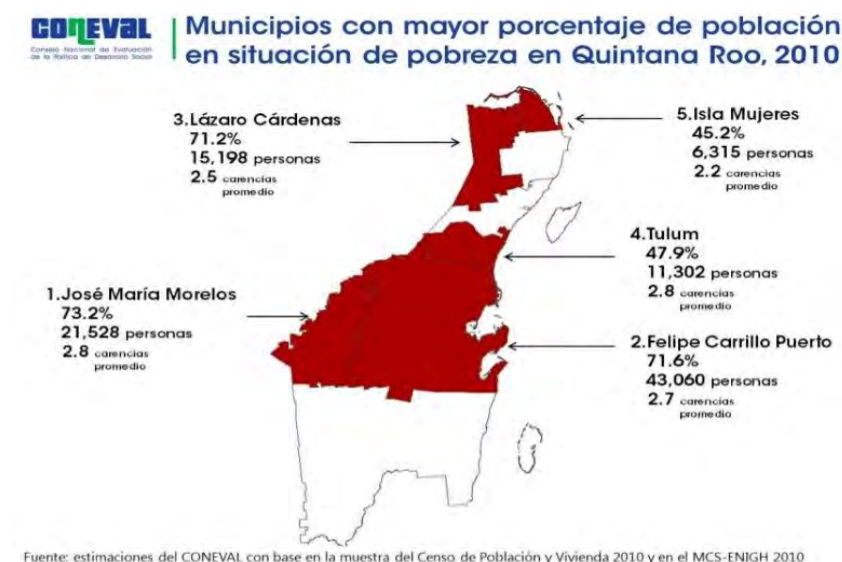 CONEVAL
Consejo Nacional de Evaluación
de la Política de Desarrollo Social
Municipios con mayor porcentaje de población
en situación de pobreza en Quintana Roo, 2010
3.Lázaro Cárdenas
71.2%
15,198 personas
2.5 carencias
promedio
5.Isla Mujeres
45.2%
6,315 personas
2.2 carencias
promedio
4.Tulum
47.9%
11,302 personas
2.8 carencias
promedio
1.José María Morelos
73.2%
21,528 personas
2.8 carencias
promedio
2.Felipe Carrillo Puerto
71.6%
43,060 personas
2.7 carencias
promedio
Fuente: estimaciones del CONEVAL con base en la muestra del Censo de Población y Vivienda 2010 y en el MCS-ENIGH 2010